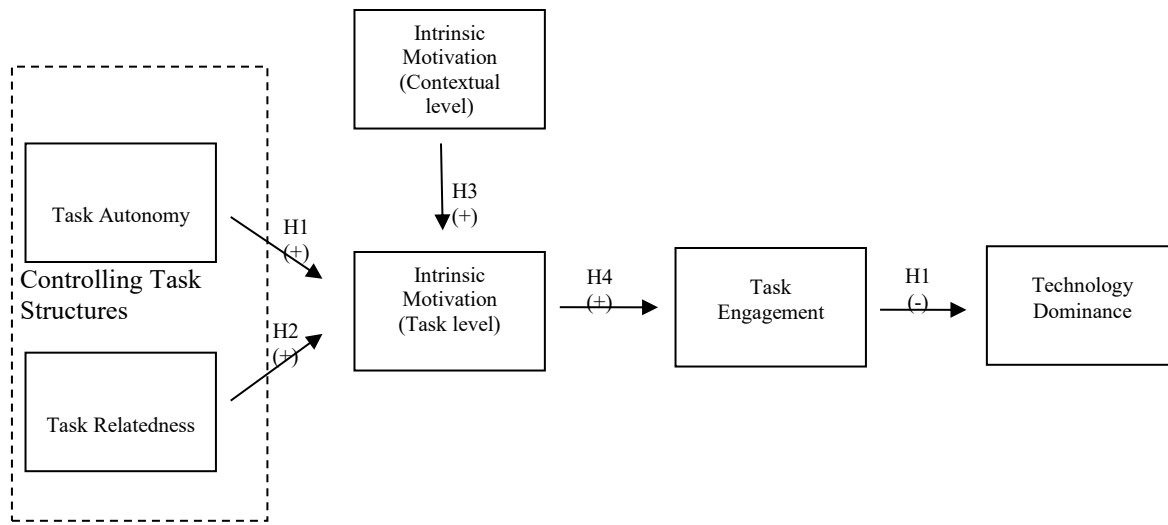 Intrinsic
Motivation
(Contextual
level)
H3
(+)
Task Autonomy
H1
(+)
Controlling Task
Structures
Intrinsic
Motivation
(Task level)
H4
(+)
Task
Engagement
H1
(-)
Technology
Dominance
H2
(+)
Task Relatedness